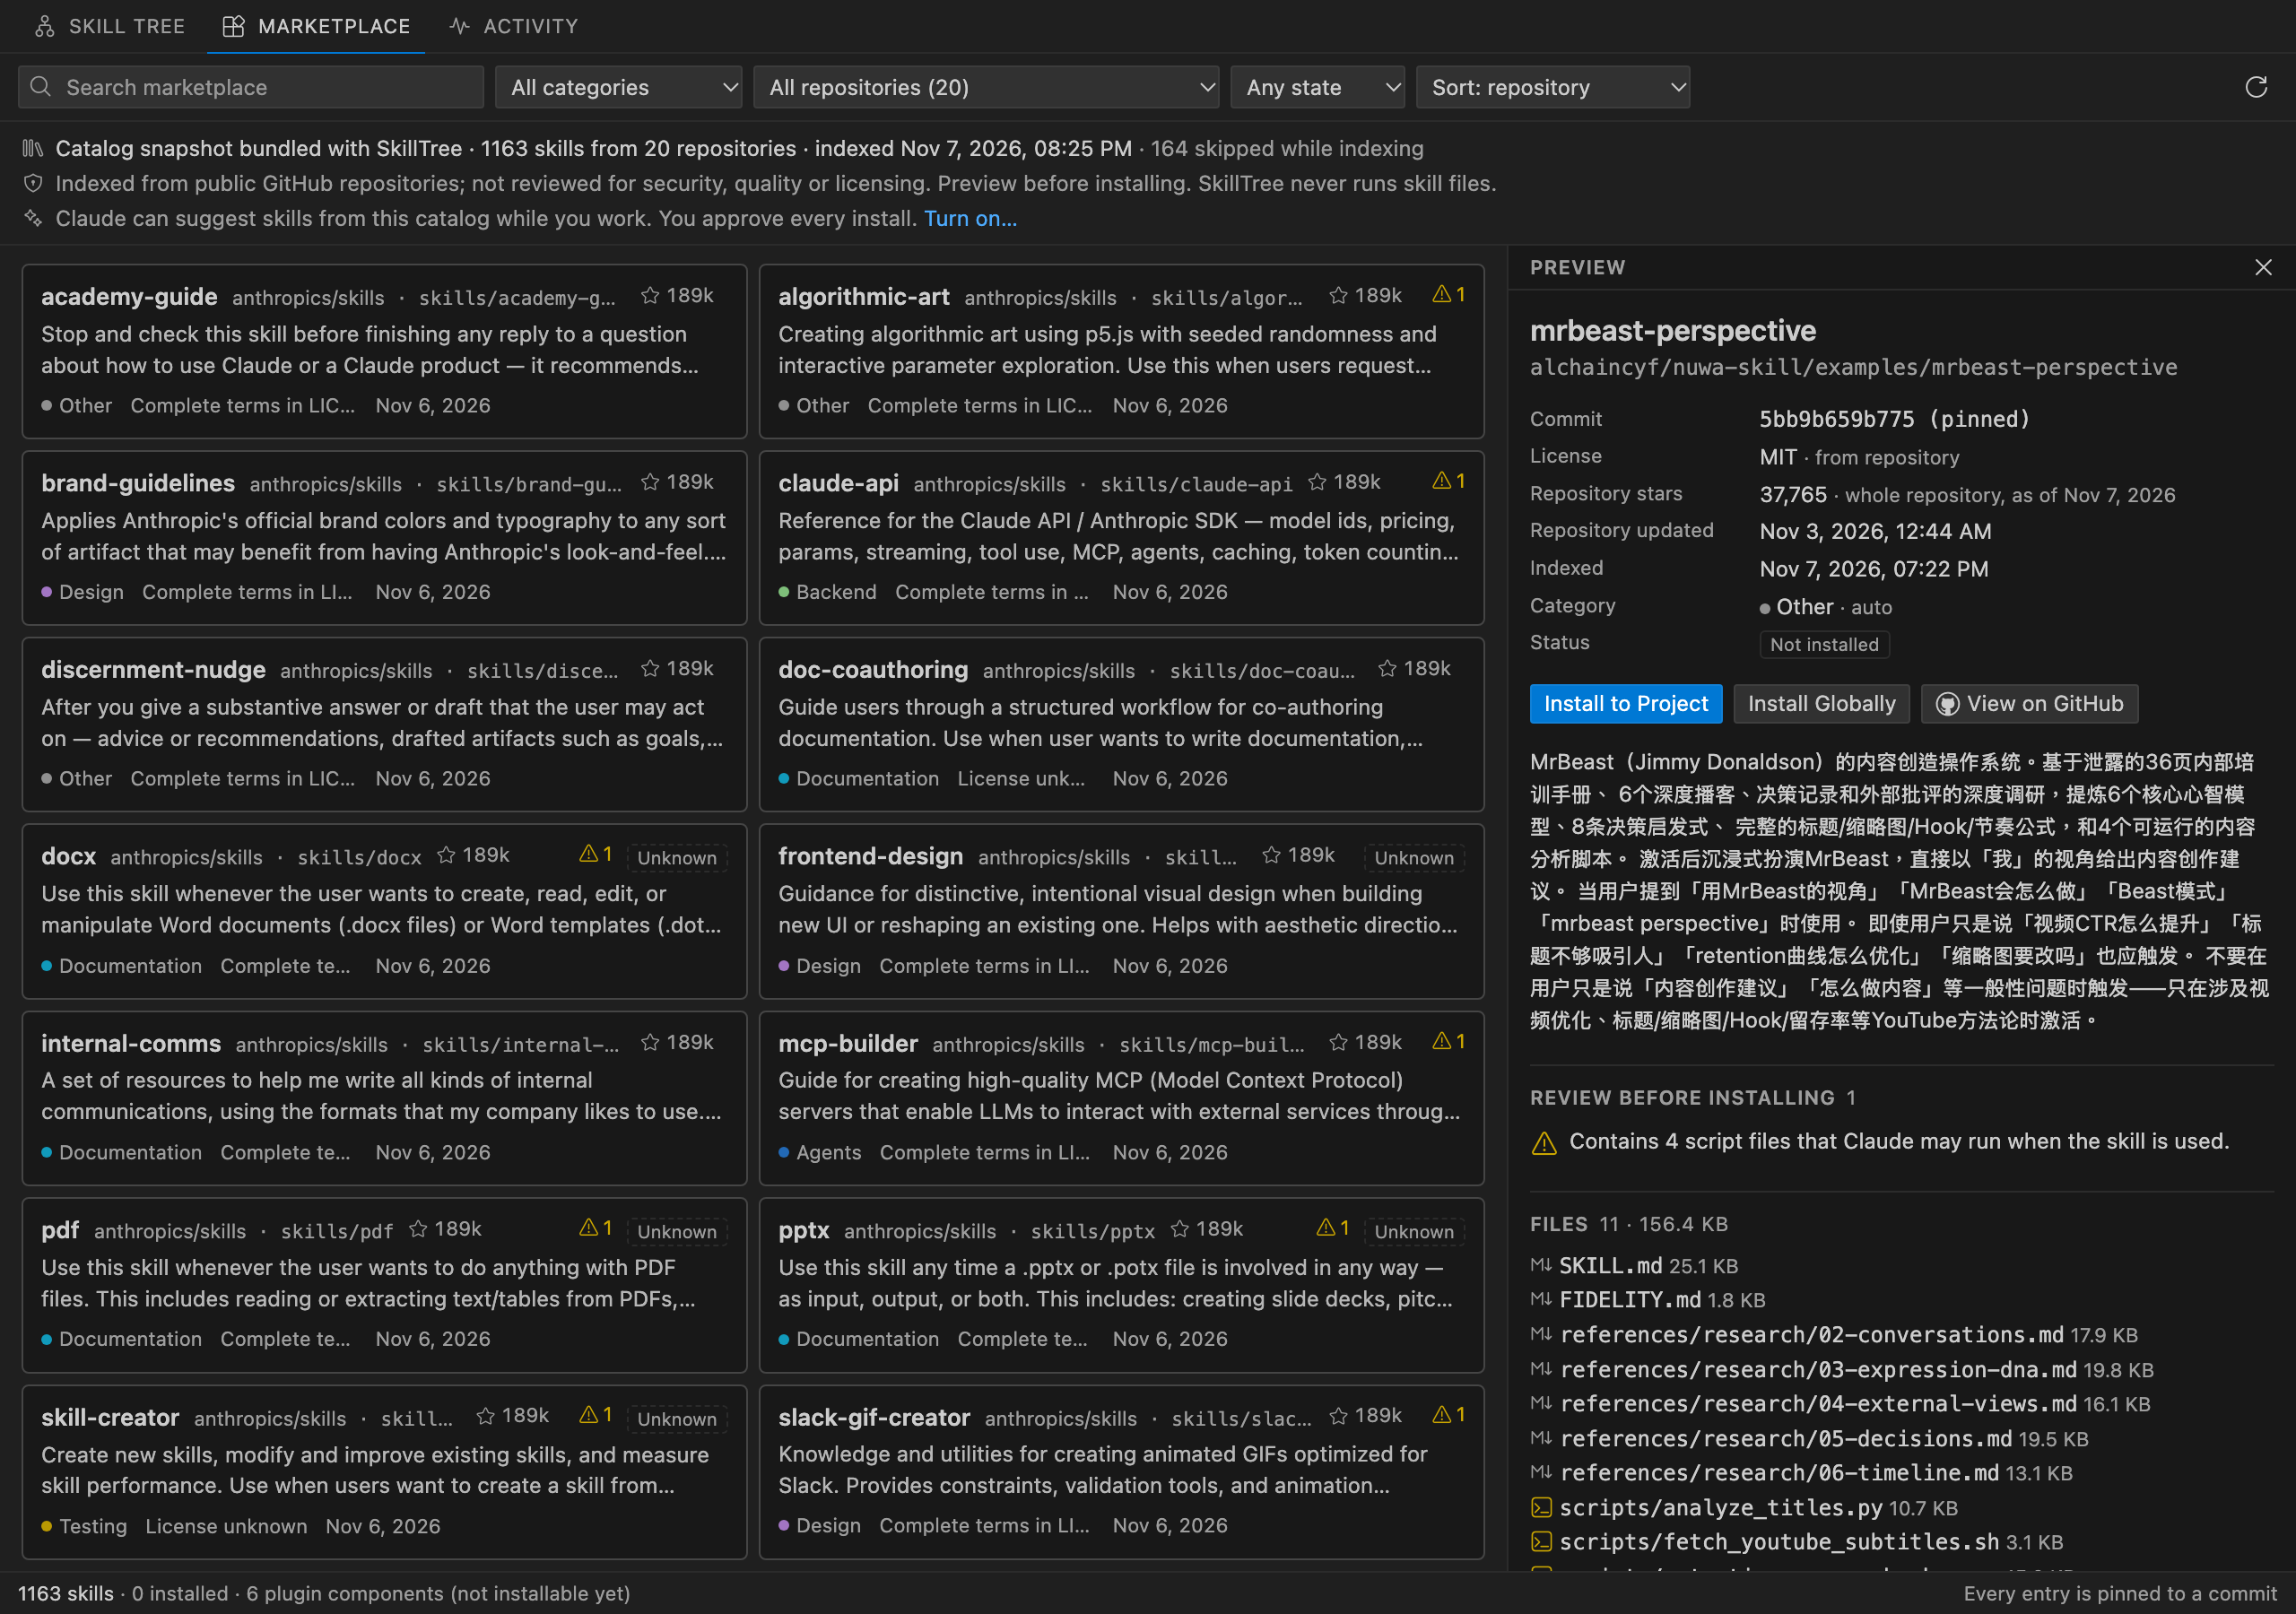 SKILL TREE
MARKETPLACE
ACTIVITY
Search marketplace
All categories
All repositories (20)
Any state
Sort: repository
Catalog snapshot bundled with SkillTree · 1163 skills from 20 repositories · indexed Nov 7, 2026, 08:25 PM · 164 skipped while indexing
Indexed from public GitHub repositories; not reviewed for security, quality or licensing. Preview before installing. SkillTree never runs skill files.
Claude can suggest skills from this catalog while you work. You approve every install. Turn on...
academy-guide anthropics/skills · skills/academy-g... 189k
Stop and check this skill before finishing any reply to a question
about how to use Claude or a Claude product — it recommends...
Other Complete terms in LIC... Nov 6, 2026
algorithmic-art anthropics/skills · skills/algor... 189k 1
Creating algorithmic art using p5.js with seeded randomness and
interactive parameter exploration. Use this when users request...
Other Complete terms in LIC... Nov 6, 2026
brand-guidelines anthropics/skills · skills/brand-gu... 189k
Applies Anthropic's official brand colors and typography to any sort
of artifact that may benefit from having Anthropic's look-and-feel....
Design Complete terms in LI... Nov 6, 2026
claude-api anthropics/skills · skills/claude-api 189k 1
Reference for the Claude API / Anthropic SDK — model ids, pricing,
params, streaming, tool use, MCP, agents, caching, token countin...
Backend Complete terms in ... Nov 6, 2026
discernment-nudge anthropics/skills · skills/disce... 189k
After you give a substantive answer or draft that the user may act
on — advice or recommendations, drafted artifacts such as goals,...
Other Complete terms in LIC... Nov 6, 2026
doc-coauthoring anthropics/skills · skills/doc-coau... 189k
Guide users through a structured workflow for co-authoring
documentation. Use when user wants to write documentation,...
Documentation License unk... Nov 6, 2026
docx anthropics/skills · skills/docx 189k 1 Unknown
Use this skill whenever the user wants to create, read, edit, or
manipulate Word documents (.docx files) or Word templates (.dot...
Documentation Complete te... Nov 6, 2026
frontend-design anthropics/skills · skill... 189k Unknown
Guidance for distinctive, intentional visual design when building
new UI or reshaping an existing one. Helps with aesthetic directio...
Design Complete terms in LI... Nov 6, 2026
internal-comms anthropics/skills · skills/internal-... 189k
A set of resources to help me write all kinds of internal
communications, using the formats that my company likes to use....
Documentation Complete te... Nov 6, 2026
mcp-builder anthropics/skills · skills/mcp-buil... 189k 1
Guide for creating high-quality MCP (Model Context Protocol)
servers that enable LLMs to interact with external services throug...
Agents Complete terms in LI... Nov 6, 2026
pdf anthropics/skills · skills/pdf 189k 1 Unknown
Use this skill whenever the user wants to do anything with PDF
files. This includes reading or extracting text/tables from PDFs,...
Documentation Complete te... Nov 6, 2026
pptx anthropics/skills · skills/pptx 189k 1 Unknown
Use this skill any time a .pptx or .potx file is involved in any way —
as input, output, or both. This includes: creating slide decks, pitc...
Documentation Complete te... Nov 6, 2026
skill-creator anthropics/skills · skill... 189k 1 Unknown
Create new skills, modify and improve existing skills, and measure
skill performance. Use when users want to create a skill from...
Testing License unknown Nov 6, 2026
slack-gif-creator anthropics/skills · skills/slac... 189k 1
Knowledge and utilities for creating animated GIFs optimized for
Slack. Provides constraints, validation tools, and animation...
Design Complete terms in LI... Nov 6, 2026
PREVIEW
mrbeast-perspective
alchaincyf/nuwa-skill/examples/mrbeast-perspective
Commit 5bb9b659b775 (pinned)
License MIT · from repository
Repository stars 37,765 · whole repository, as of Nov 7, 2026
Repository updated Nov 3, 2026, 12:44 AM
Indexed Nov 7, 2026, 07:22 PM
Category Other · auto
Status Not installed
Install to Project
Install Globally
View on GitHub
MrBeast（Jimmy Donaldson）的内容创造操作系统。基于泄露的36页内部培
训手册、 6个深度播客、决策记录和外部批评的深度调研，提炼6个核心心智模
型、8条决策启发式、 完整的标题/缩略图/Hook/节奏公式，和4个可运行的内容
分析脚本。 激活后沉浸式扮演MrBeast，直接以「我」的视角给出内容创作建
议。 当用户提到「用MrBeast的视角」「MrBeast会怎么做」「Beast模式」
「mrbeast perspective」时使用。 即使用户只是说「视频CTR怎么提升」「标
题不够吸引人」「retention曲线怎么优化」「缩略图要改吗」也应触发。 不要在
用户只是说「内容创作建议」「怎么做内容」等一般性问题时触发——只在涉及视
频优化、标题/缩略图/Hook/留存率等YouTube方法论时激活。
REVIEW BEFORE INSTALLING 1
Contains 4 script files that Claude may run when the skill is used.
FILES 11 · 156.4 KB
SKILL.md 25.1 KB
FIDELITY.md 1.8 KB
references/research/02-conversations.md 17.9 KB
references/research/03-expression-dna.md 19.8 KB
references/research/04-external-views.md 16.1 KB
references/research/05-decisions.md 19.5 KB
references/research/06-timeline.md 13.1 KB
scripts/analyze_titles.py 10.7 KB
scripts/fetch_youtube_subtitles.sh 3.1 KB
1163 skills · 0 installed · 6 plugin components (not installable yet)
Every entry is pinned to a commit